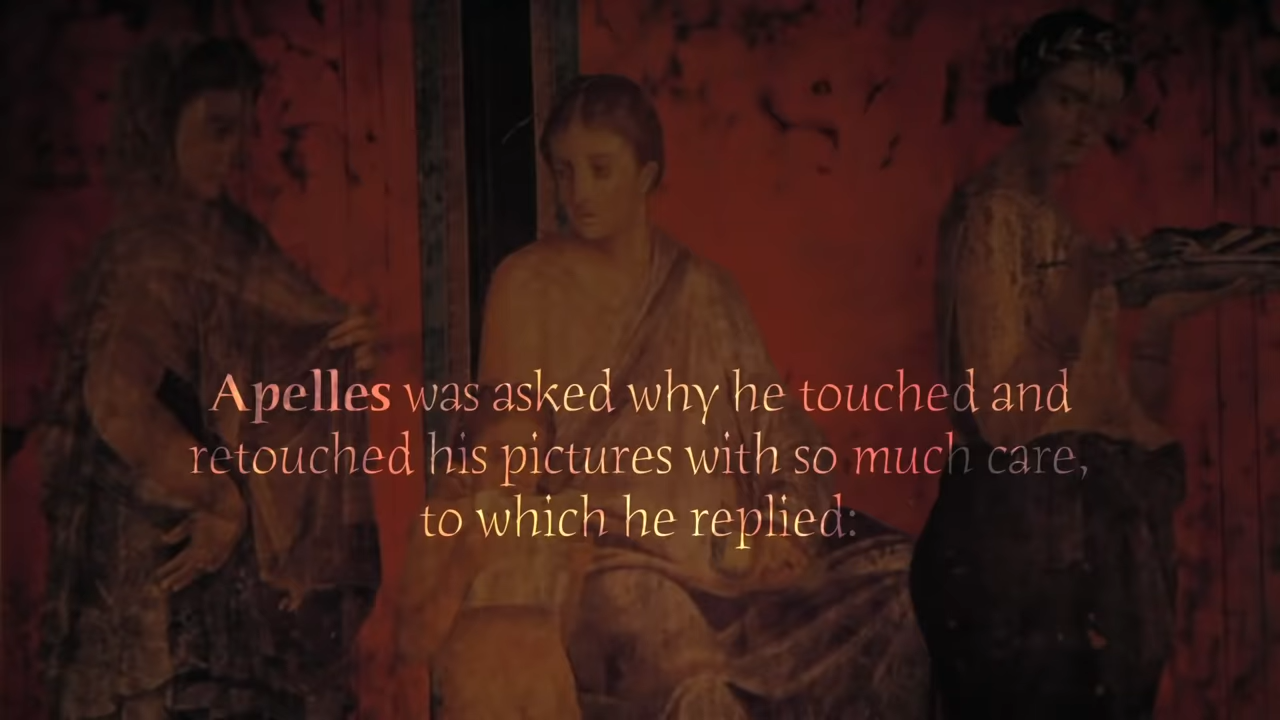 Apelles was asked why he touched and
retouched his pictures with so much care,
to which he replied: